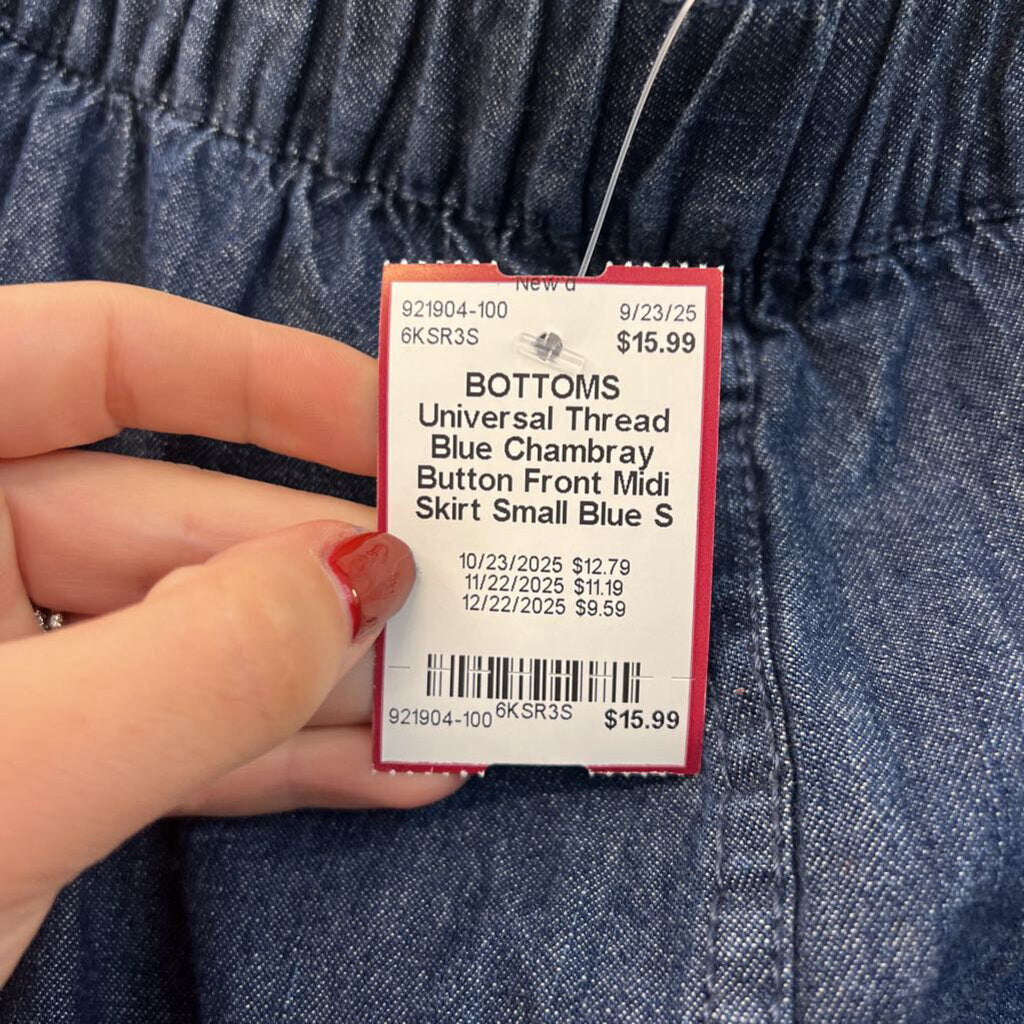 New'd
921904-100 9/23/25
6KSR3S $15.99
BOTTOMS
Universal Thread
Blue Chambray
Button Front Midi
Skirt Small Blue S
10/23/2025 $12.79
11/22/2025 $11.19
12/22/2025 $9.59
921904-100 6KSR3S $15.99